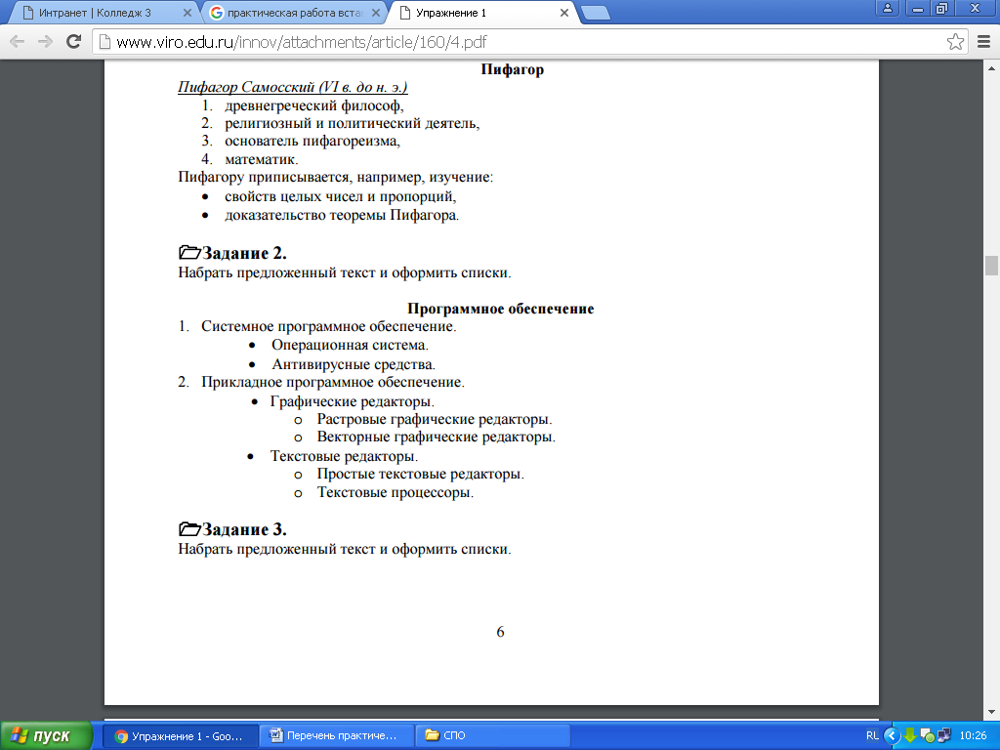 Интранет | Колледж 3
практическая работа вста
Упражнение 1
www.viro.edu.ru/innov/attachments/article/160/4.pdf
Пифагор
Пифагор Самосский (VI в. до н. э.)
1. древнегреческий философ,
2. религиозный и политический деятель,
3. основатель пифагореизма,
4. математик.
Пифагору приписывается, например, изучение:
• свойств целых чисел и пропорций,
• доказательство теоремы Пифагора.
Задание 2.
Набрать предложенный текст и оформить списки.
Программное обеспечение
1. Системное программное обеспечение.
• Операционная система.
• Антивирусные средства.
2. Прикладное программное обеспечение.
• Графические редакторы.
o Растровые графические редакторы.
o Векторные графические редакторы.
• Текстовые редакторы.
o Простые текстовые редакторы.
o Текстовые процессоры.
Задание 3.
Набрать предложенный текст и оформить списки.
6
пуск
Упражнение 1 - Goo...
Перечень практиче...
СПО
RL
10:26